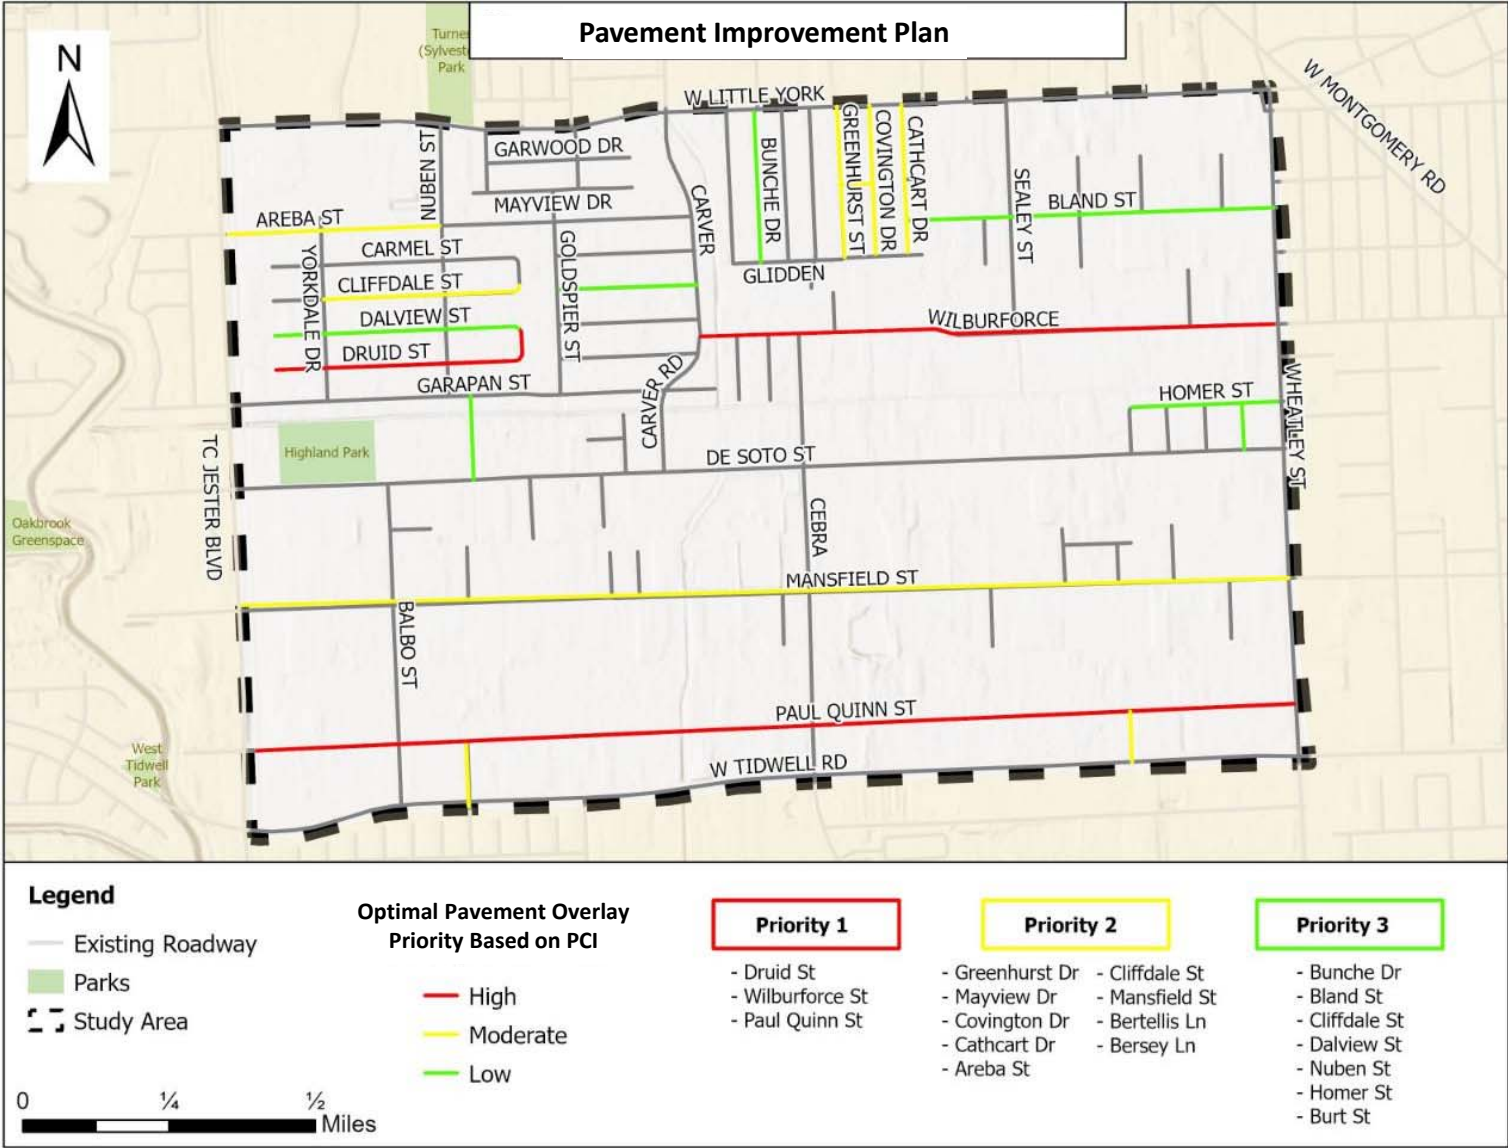 Pavement Improvement Plan
N
Turner
(Sylvest
Park
W LITTLE YORK
W MONTGOMERY RD
NUBEN ST
GARWOOD DR
MAYVIEW DR
CARVER
BUNCHE DR
GREENHURST ST
COVINGTON DR
CATHCART DR
SEALEY ST
BLAND ST
AREBA ST
YORKDALE DR
CARMEL ST
CLIFFDALE ST
GOLDSPIER ST
GLIDDEN
DALVIEW ST
WILBURFORCE
DRUID ST
GARAPAN ST
CARVER RD
HOMER ST
WHEATLEY ST
TC JESTER BLVD
Highland Park
DE SOTO ST
CEBRA
Oakbrook
Greenspace
MANSFIELD ST
BALBO ST
PAUL QUINN ST
West
Tidwell
Park
W TIDWELL RD
Legend
Existing Roadway
Parks
Study Area
0 ¼ ½
Miles
Optimal Pavement Overlay
Priority Based on PCI
High
Moderate
Low
Priority 1
- Druid St
- Wilburforce St
- Paul Quinn St
Priority 2
- Greenhurst Dr
- Mayview Dr
- Covington Dr
- Cathcart Dr
- Areba St
- Cliffdale St
- Mansfield St
- Bertellis Ln
- Bersey Ln
Priority 3
- Bunche Dr
- Bland St
- Cliffdale St
- Dalview St
- Nuben St
- Homer St
- Burt St